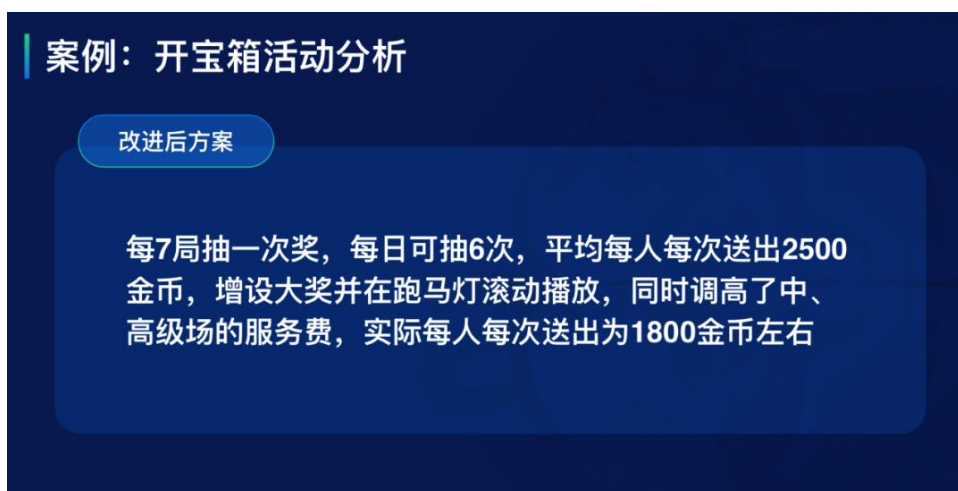 案例：开宝箱活动分析
改进后方案
每7局抽一次奖，每日可抽6次，平均每人每次送出2500
金币，增设大奖并在跑马灯滚动播放，同时调高了中、
高级场的服务费，实际每人每次送出为1800金币左右